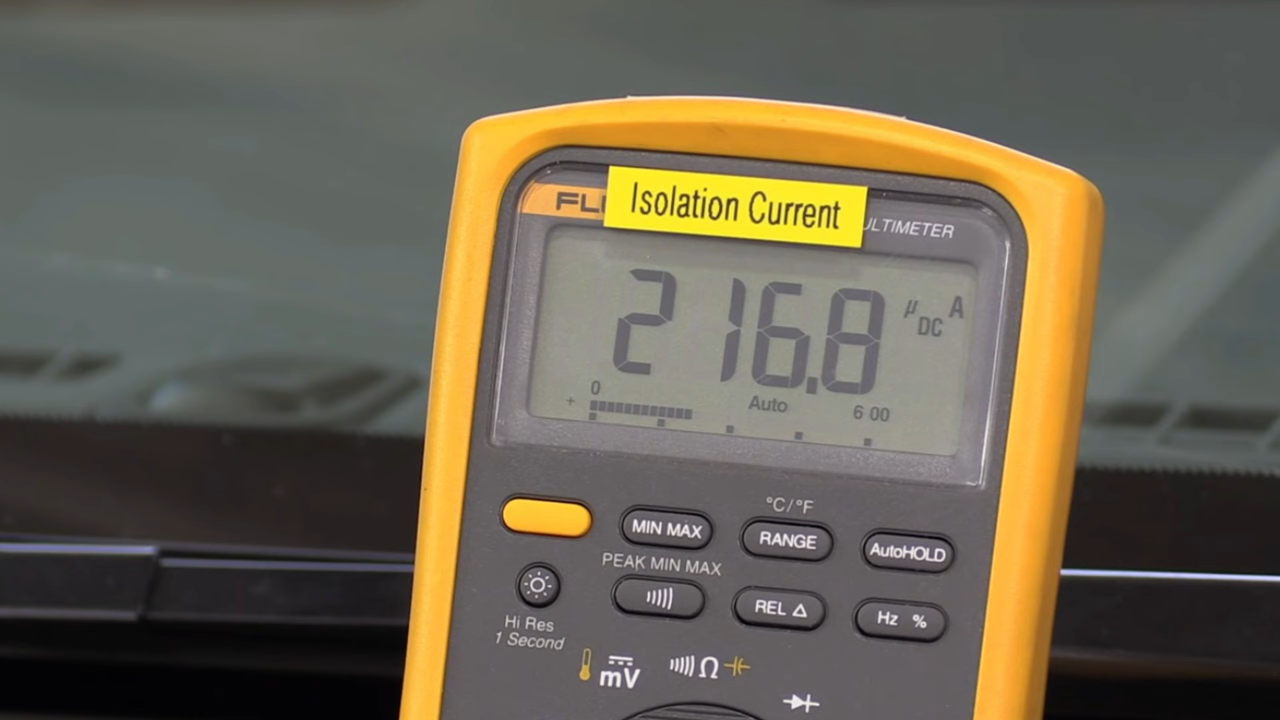 Isolation Current
FL
ULTIMETER
216.8 µ DC A
0
+ Auto 6 00
°C/°F
MIN MAX RANGE AutoHOLD
PEAK MIN MAX
REL Δ Hz %
Hi Res
1 Second
mV Ω